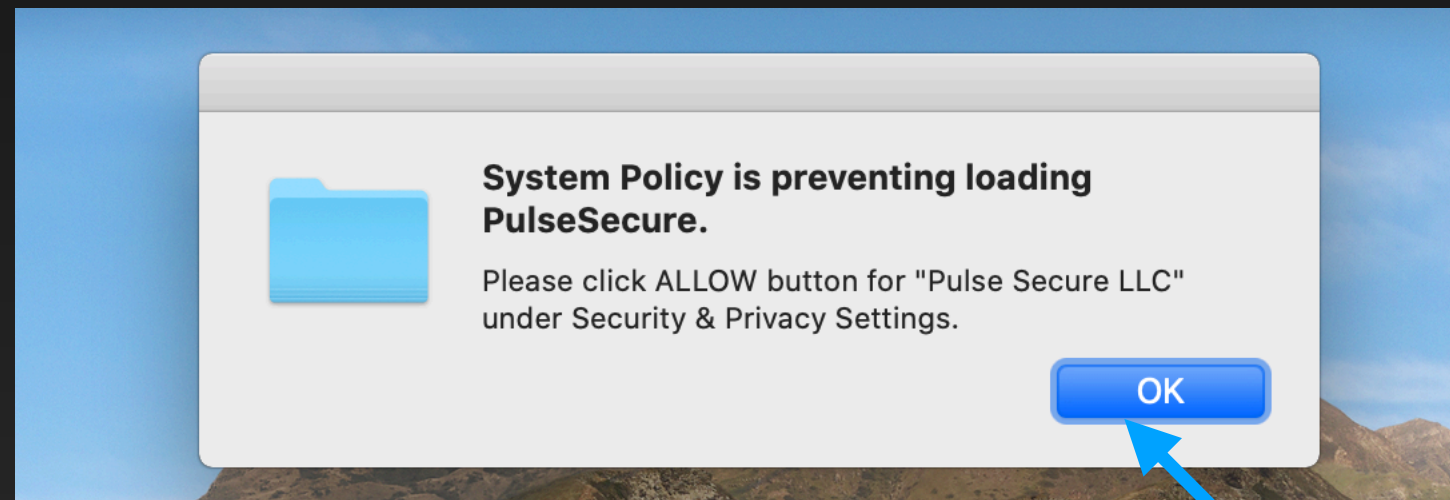 System Policy is preventing loading
PulseSecure.
Please click ALLOW button for "Pulse Secure LLC"
under Security & Privacy Settings.
OK